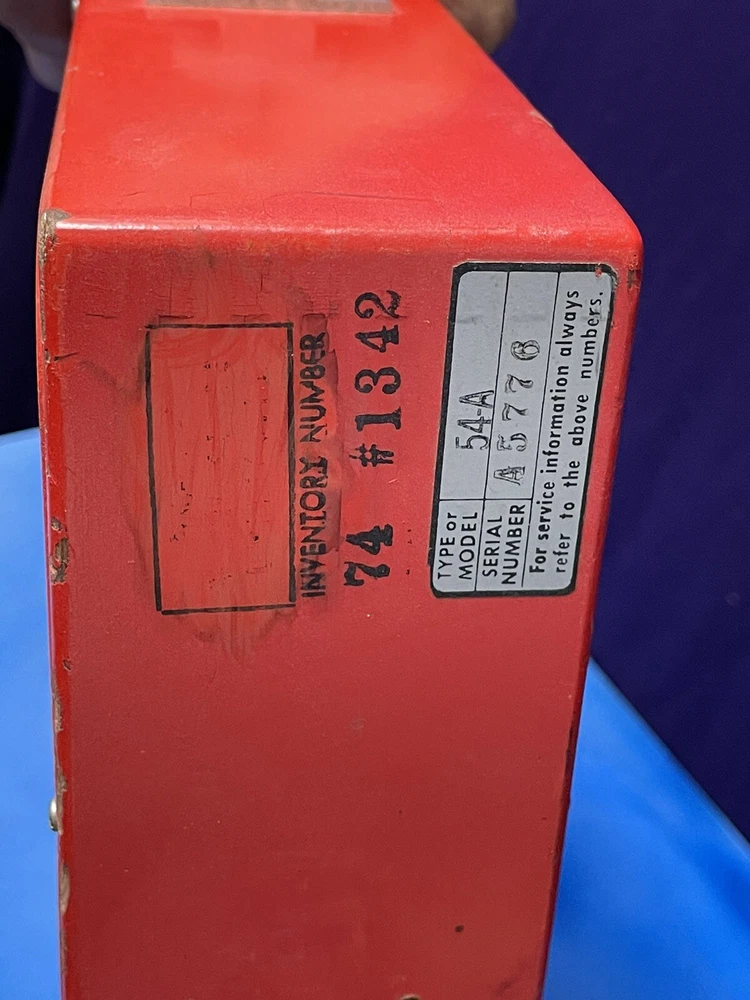 INVENTORY NUMBER
74 #1342
TYPE or MODEL 54-A
SERIAL NUMBER A5776
For service information always
refer to the above numbers.